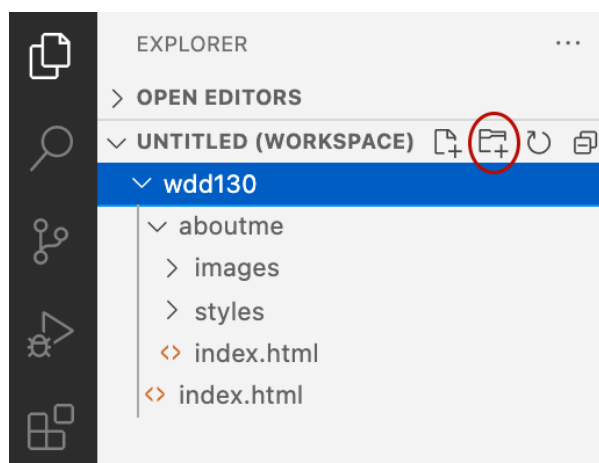 EXPLORER ...
OPEN EDITORS
UNTITLED (WORKSPACE)
wdd130
aboutme
images
styles
<> index.html
<> index.html